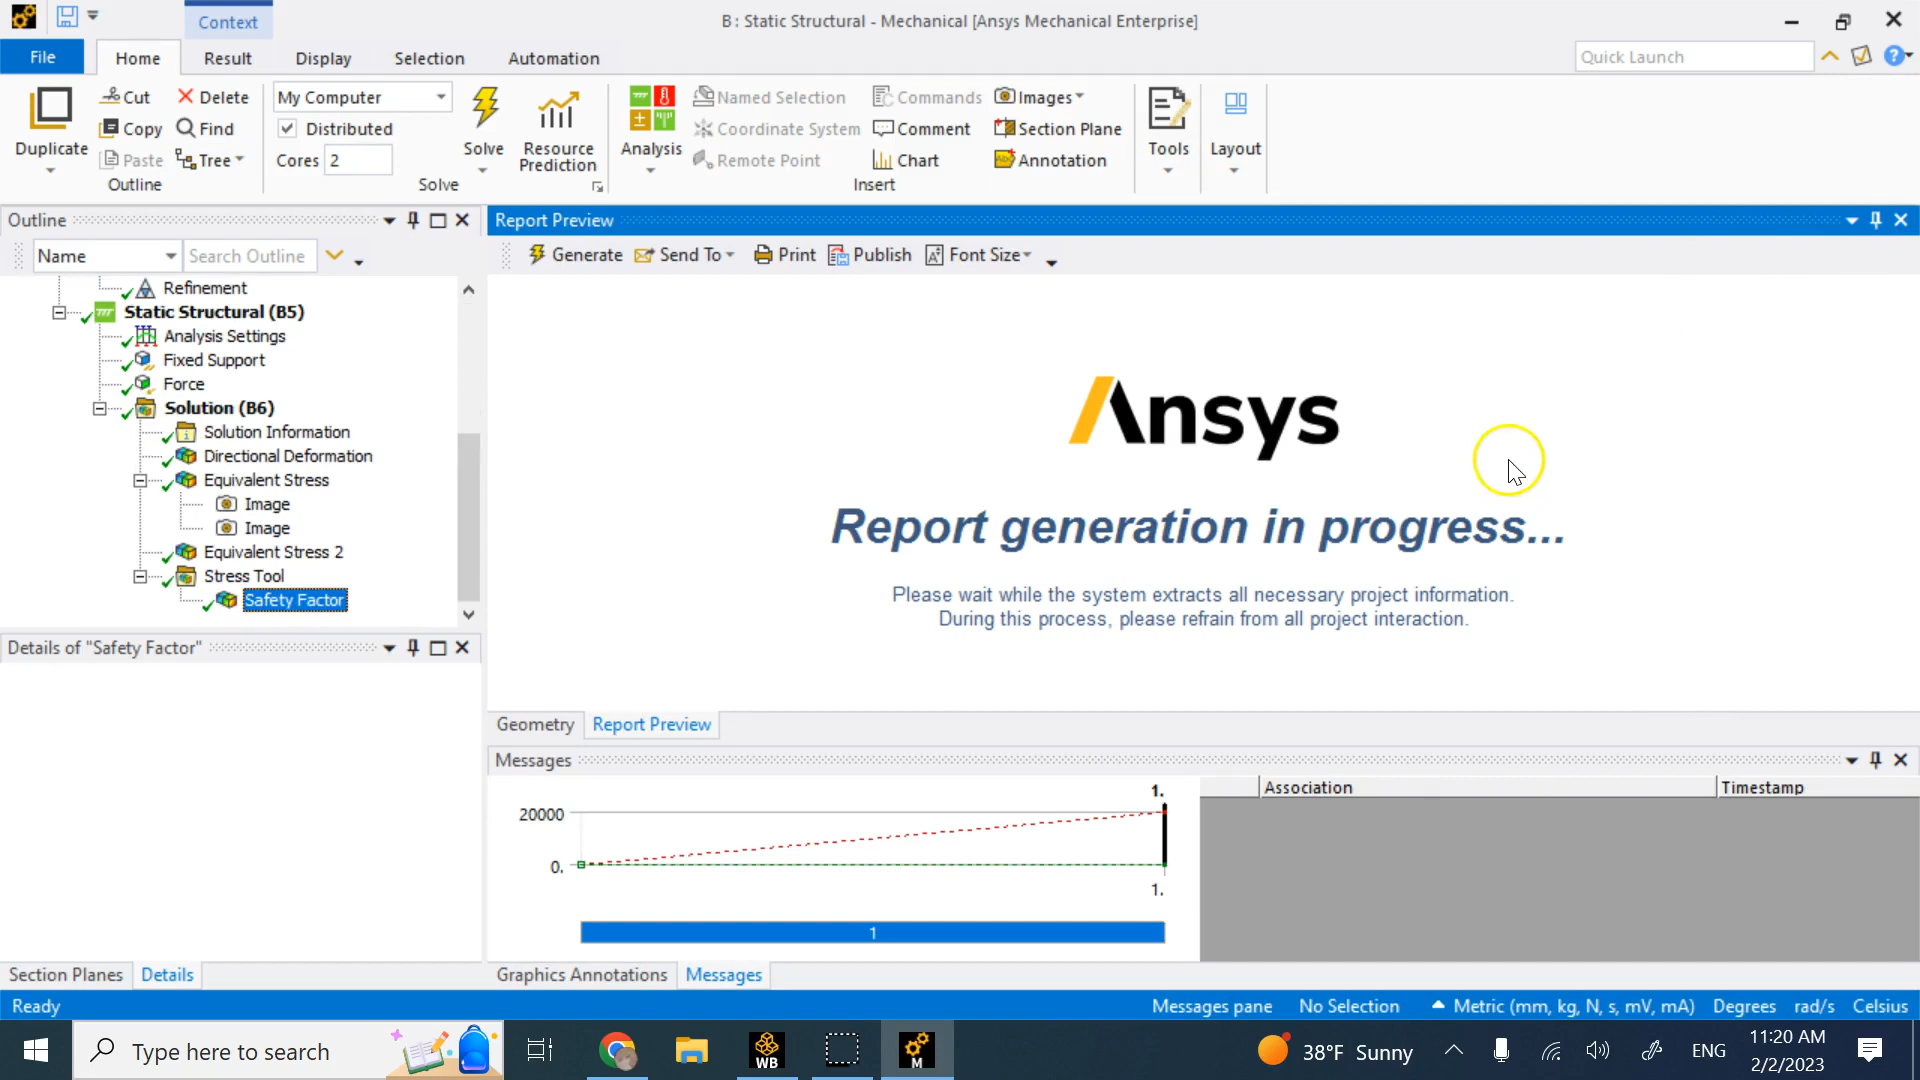 Context
B : Static Structural - Mechanical [Ansys Mechanical Enterprise]
File
Home
Result
Display
Selection
Automation
Quick Launch
Duplicate
Cut
Copy
Paste
Delete
Find
Tree
Outline
My Computer
Distributed
Cores 2
Solve
Resource
Prediction
Solve
Analysis
Named Selection
Coordinate System
Remote Point
Commands
Comment
Chart
Images
Section Plane
Annotation
Insert
Tools
Layout
Outline
Name
Search Outline
Refinement
Static Structural (B5)
Analysis Settings
Fixed Support
Force
Solution (B6)
Solution Information
Directional Deformation
Equivalent Stress
Image
Image
Equivalent Stress 2
Stress Tool
Safety Factor
Details of "Safety Factor"
Section Planes
Details
Report Preview
Generate
Send To
Print
Publish
Font Size
Ansys
Report generation in progress...
Please wait while the system extracts all necessary project information.
During this process, please refrain from all project interaction.
Geometry
Report Preview
Messages
1.
20000
0.
1.
1
Association
Timestamp
Graphics Annotations
Messages
Ready
Messages pane
No Selection
Metric (mm, kg, N, s, mV, mA)
Degrees
rad/s
Celsius
Type here to search
WB
M
38°F Sunny
ENG
11:20 AM
2/2/2023